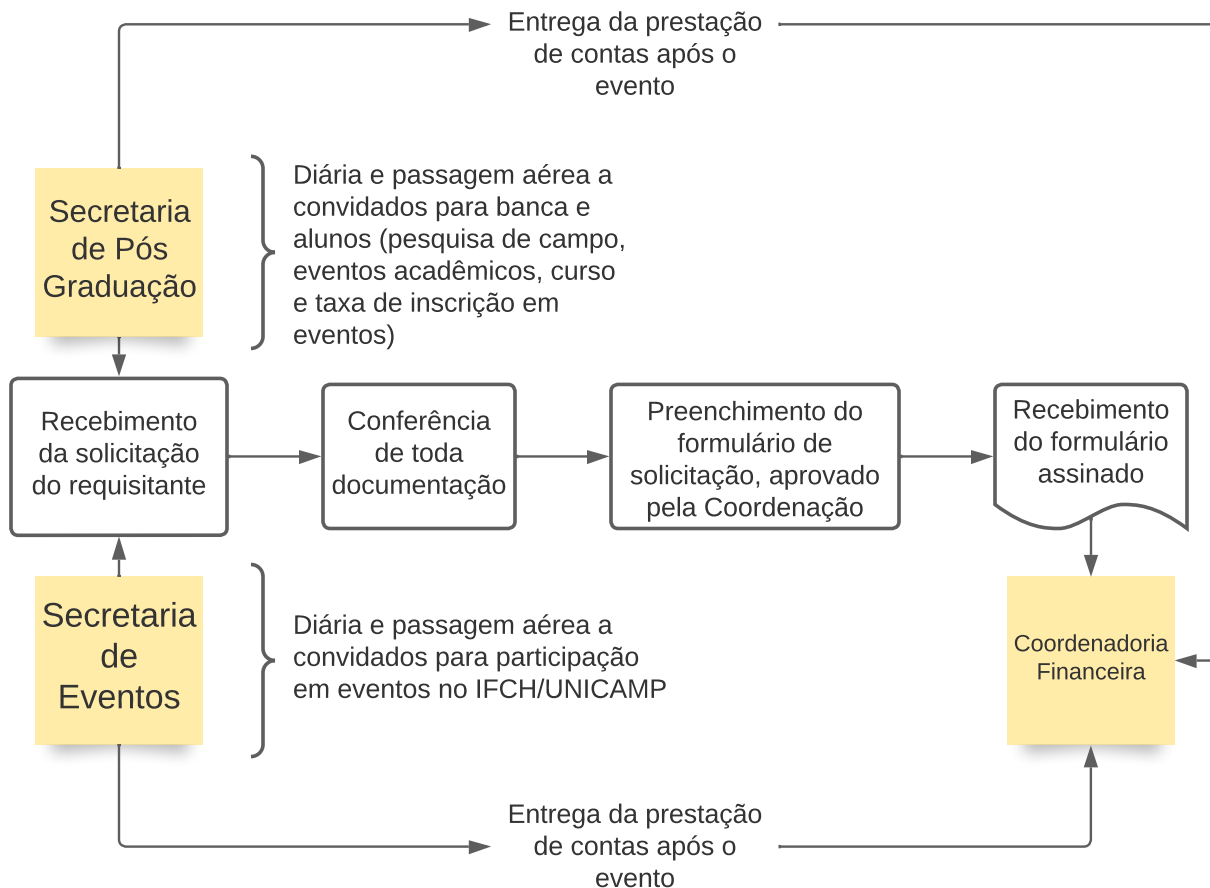 Entrega da prestação
de contas após o
evento
Secretaria
de Pós
Graduação
Diária e passagem aérea a
convidados para banca e
alunos (pesquisa de campo,
eventos acadêmicos, curso
e taxa de inscrição em
eventos)
Recebimento
da solicitação
do requisitante
Conferência
de toda
documentação
Preenchimento do
formulário de
solicitação, aprovado
pela Coordenação
Recebimento
do formulário
assinado
Secretaria
de
Eventos
Diária e passagem aérea a
convidados para participação
em eventos no IFCH/UNICAMP
Coordenadoria
Financeira
Entrega da prestação
de contas após o
evento